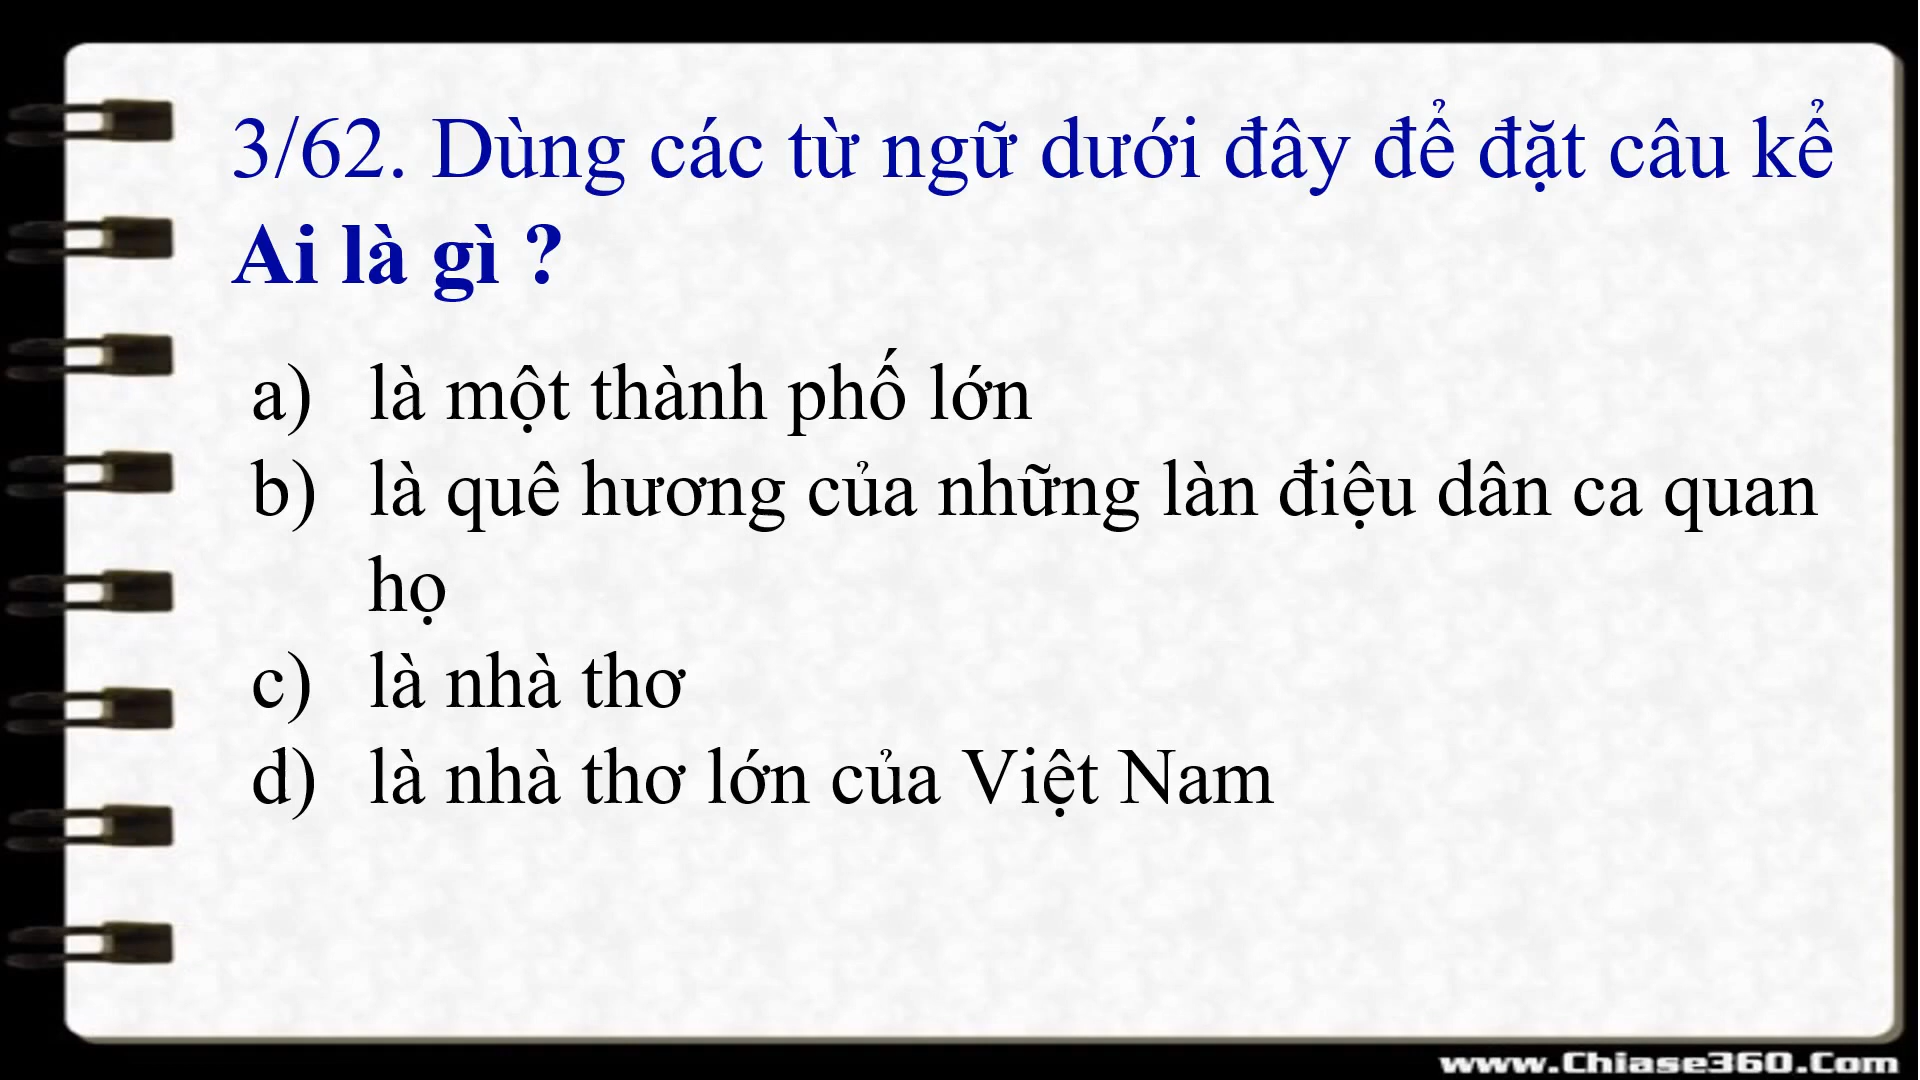 3/62. Dùng các từ ngữ dưới đây để đặt câu kể
Ai là gì ?
a) là một thành phố lớn
b) là quê hương của những làn điệu dân ca quan
họ
c) là nhà thơ
d) là nhà thơ lớn của Việt Nam
www.Chiase360.Com